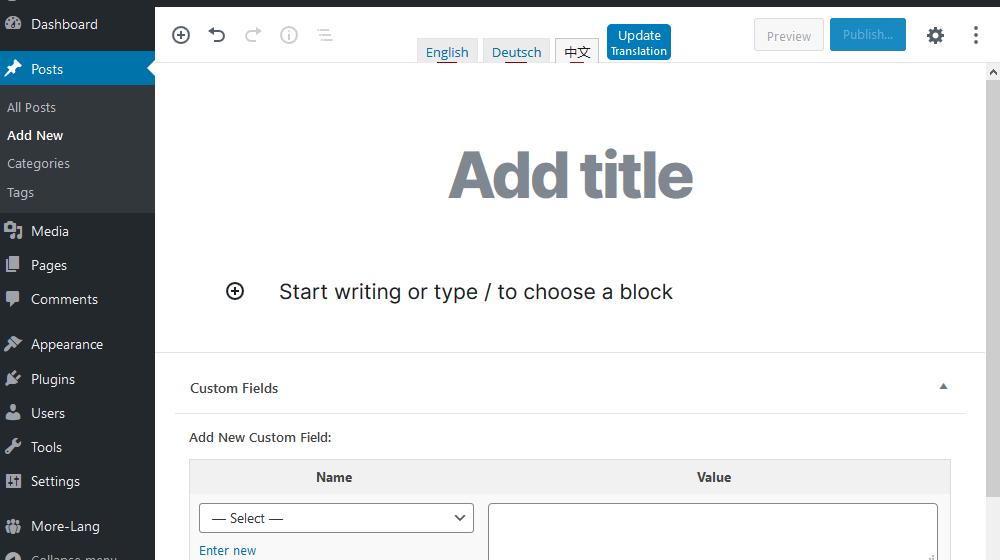 Dashboard
Posts
All Posts
Add New
Categories
Tags
Media
Pages
Comments
Appearance
Plugins
Users
Tools
Settings
More-Lang
Collapse menu
English
Deutsch
中文
Update
Translation
Preview
Publish...
Add title
Start writing or type / to choose a block
Custom Fields
Add New Custom Field:
Name
Value
— Select —
Enter new